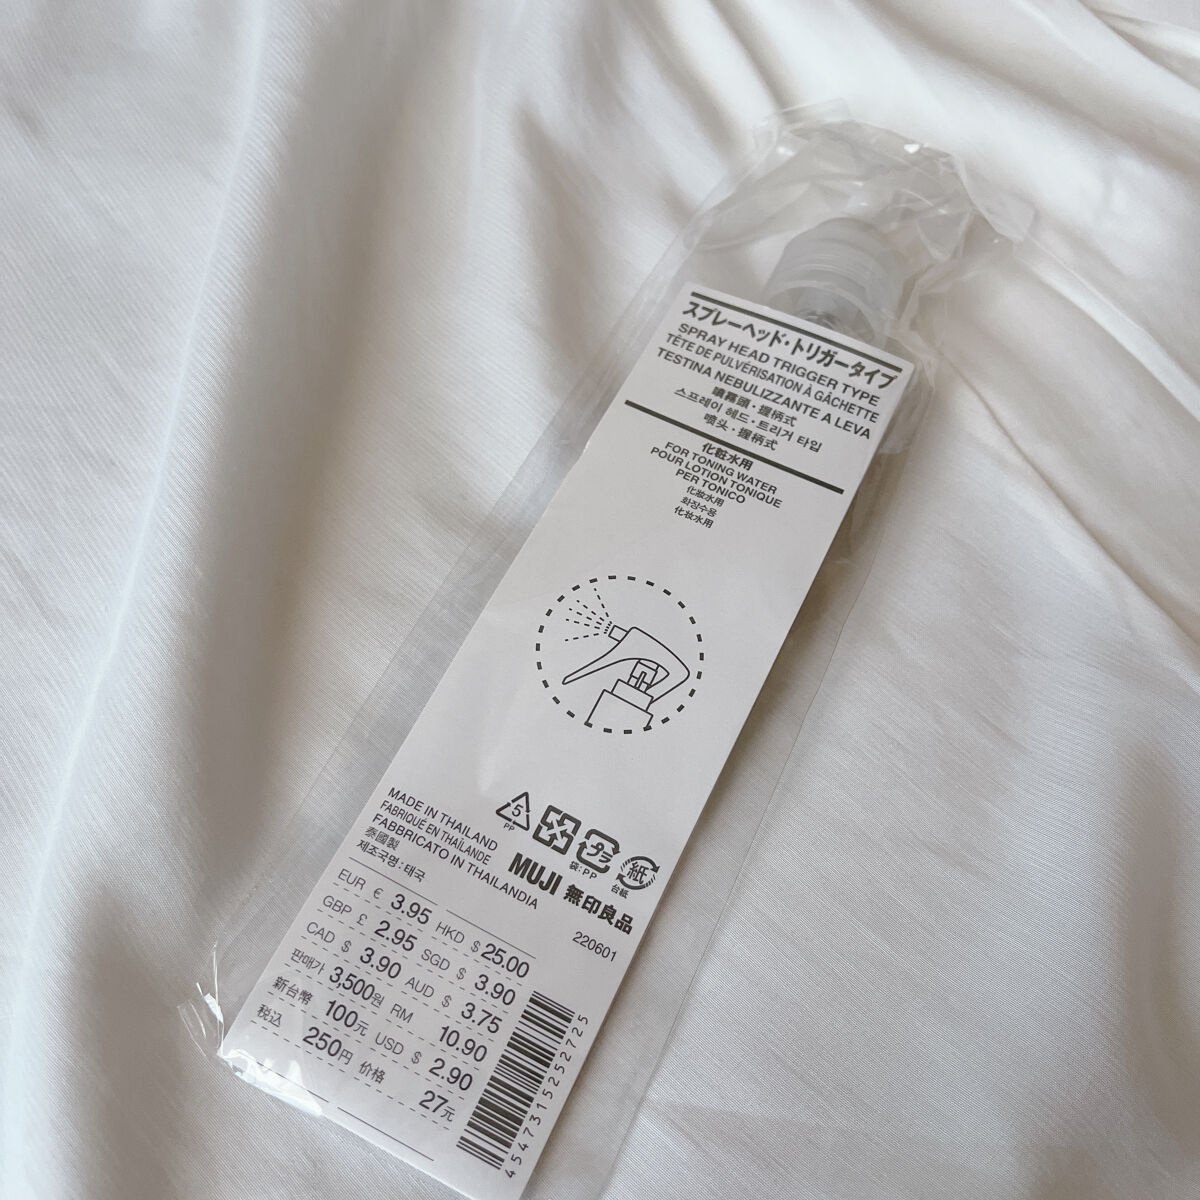 スプレーヘッド・トリガータイプ
SPRAY HEAD TRIGGER TYPE
TÊTE DE PULVÉRISATION À GÂCHETTE
TESTINA NEBULIZZANTE A LEVA
噴霧頭・握柄式
스프레이 헤드・트리거 타입
喷头・握柄式
化粧水用
FOR TONING WATER
POUR LOTION TONIQUE
PER TONICO
化妝水用
화장수용
化妆水用
MADE IN THAILAND
FABRIQUÉ EN THAÏLANDE
FABBRICATO IN THAILANDIA
泰國製
제조국명:태국
5
PP
プラ
袋:PP
紙
台紙
MUJI 無印良品
220601
EUR € 3.95 HKD $ 25.00
GBP £ 2.95 SGD $ 3.90
CAD $ 3.90 AUD $ 3.75
판매가 3,500원 RM 10.90
新台幣 100元 USD $ 2.90
税込 250円 价格 27元
4547315252725